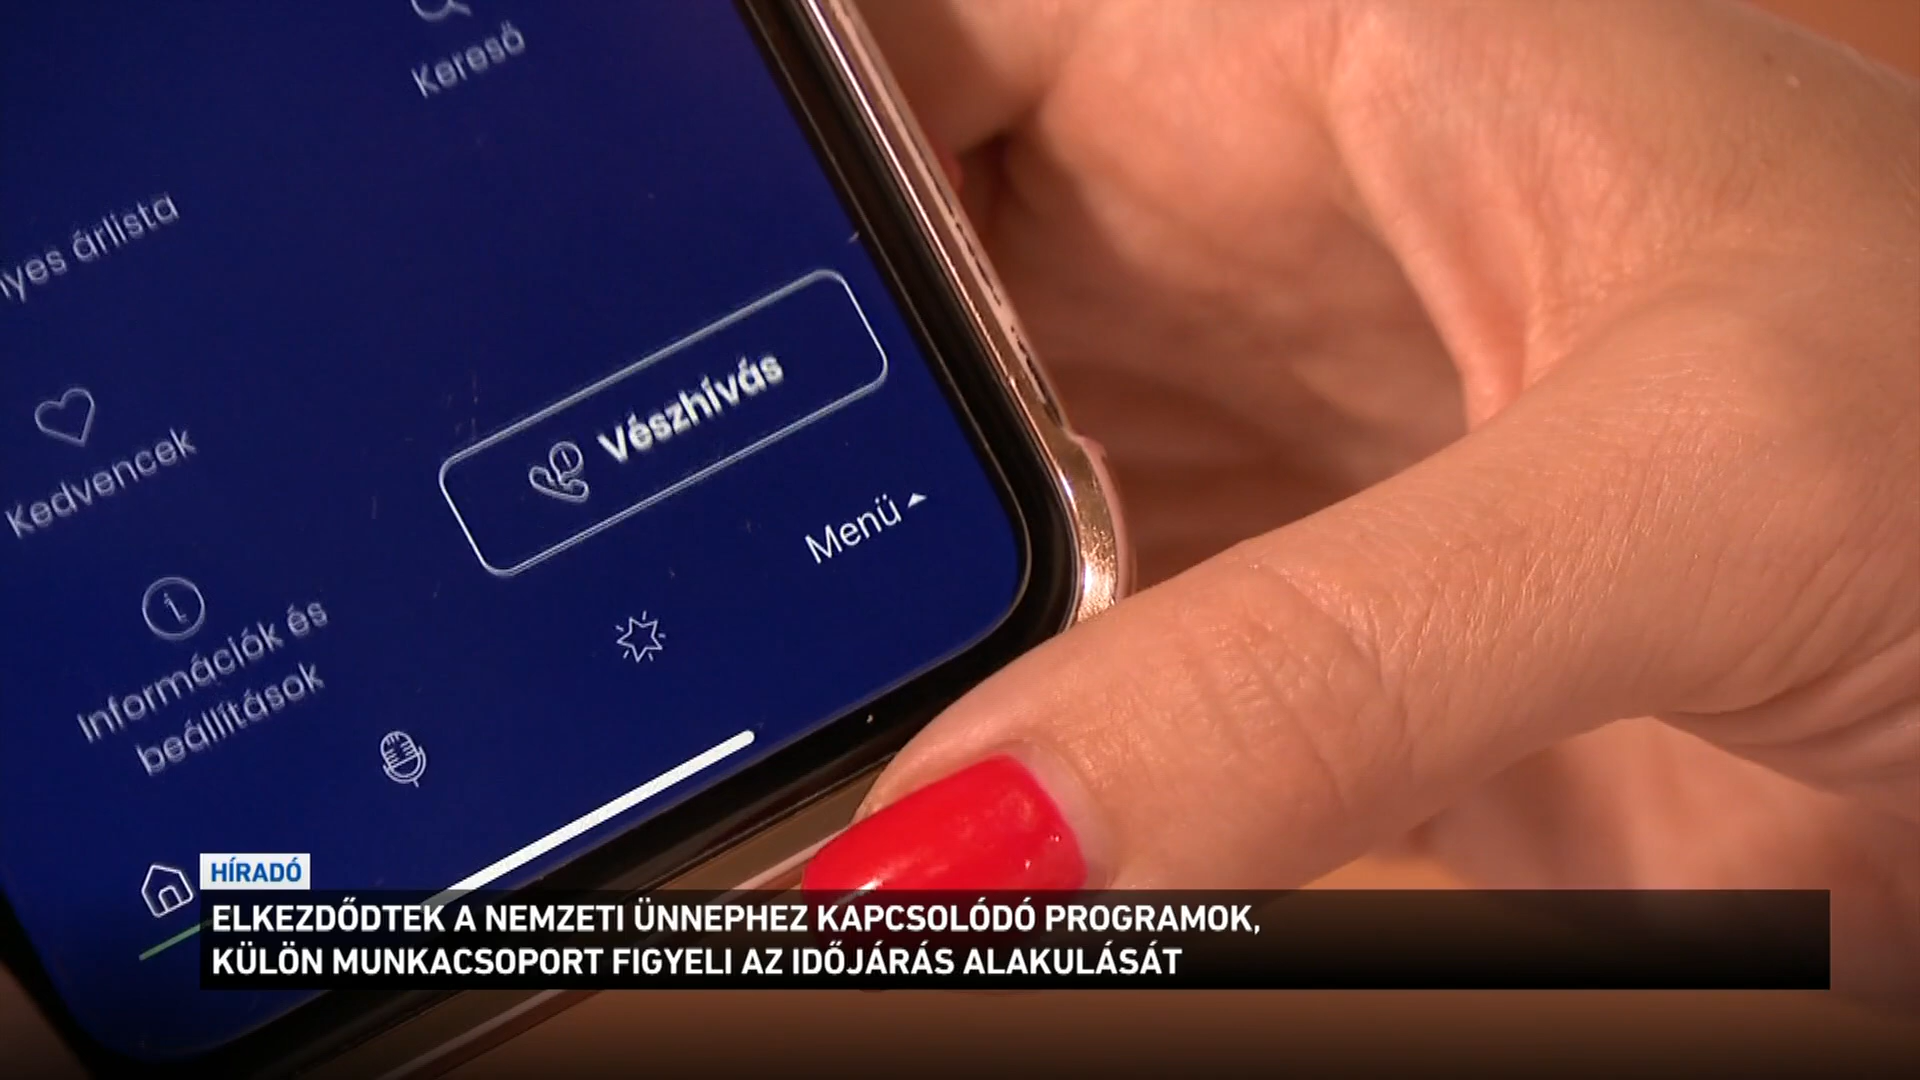 Kereső
árlista
Kedvencek
Vészhívás
Menü
Információk és
beállítások
HÍRADÓ
ELKEZDŐDTEK A NEMZETI ÜNNEPHEZ KAPCSOLÓDÓ PROGRAMOK,
KÜLÖN MUNKACSOPORT FIGYELI AZ IDŐJÁRÁS ALAKULÁSÁT